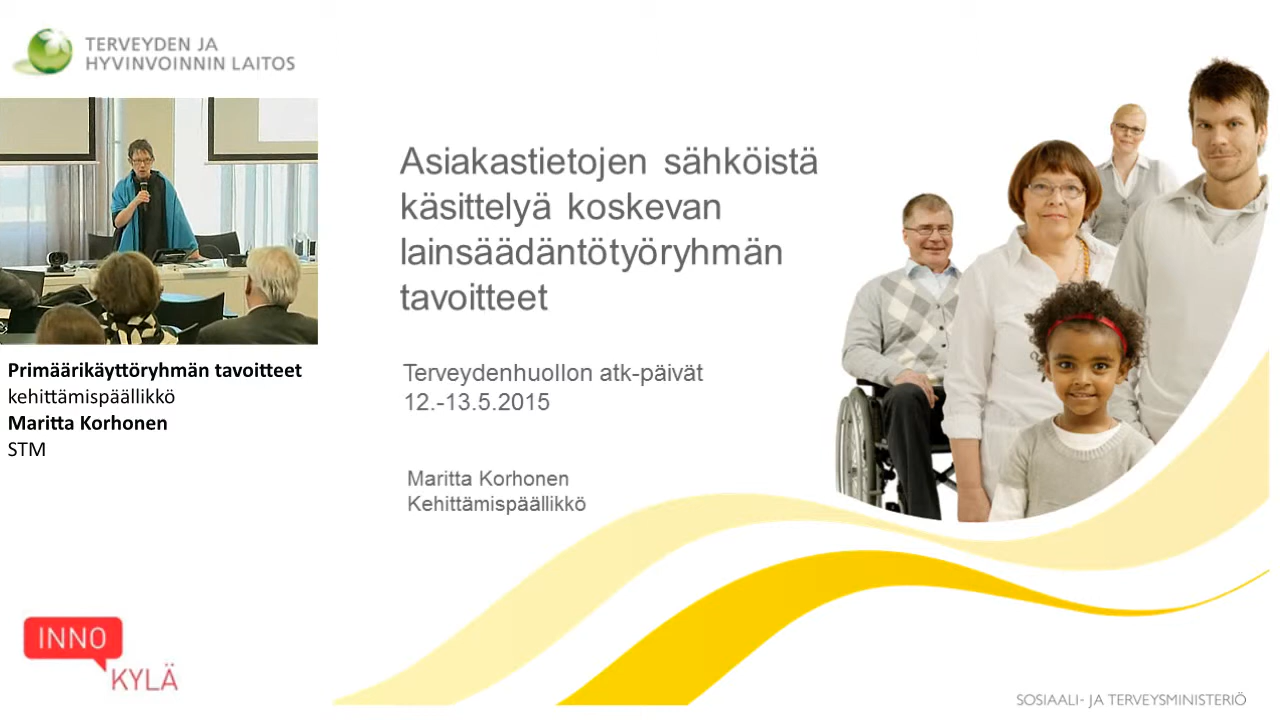 TERVEYDEN JA
HYVINVOINNIN LAITOS
Asiakastietojen sähköistä
käsittelyä koskevan
lainsäädäntötyöryhmän
tavoitteet
Terveydenhuollon atk-päivät
12.-13.5.2015
Maritta Korhonen
Kehittämispäällikkö
Primäärikäyttöryhmän tavoitteet
kehittämispäällikkö
Maritta Korhonen
STM
INNO
KYLÄ
SOSIAALI- JA TERVEYSMINISTERIÖ